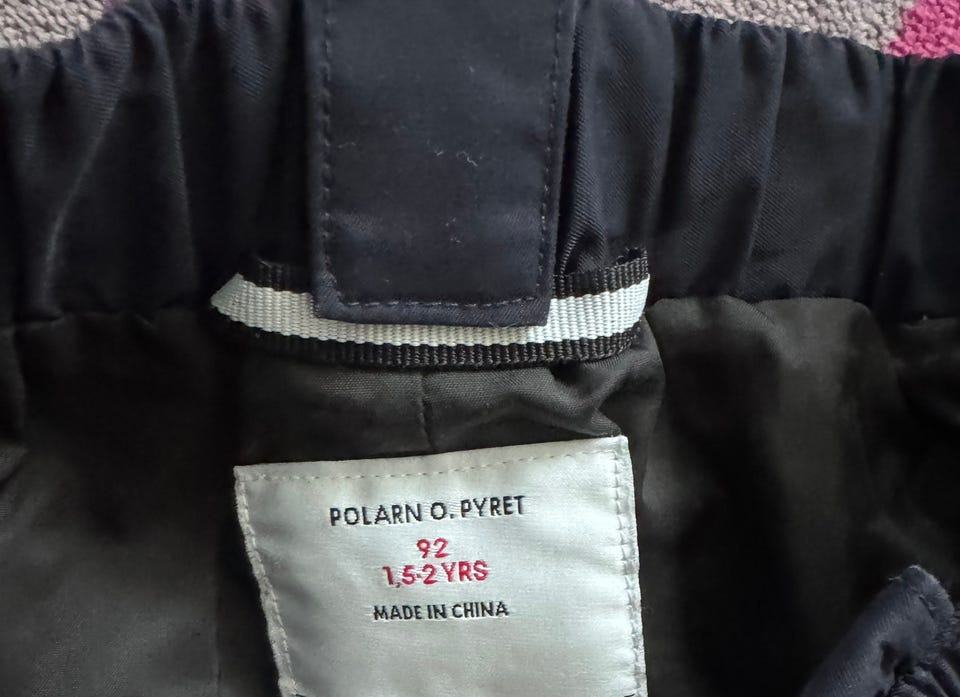 POLARN O. PYRET
92
1,5-2 YRS
MADE IN CHINA